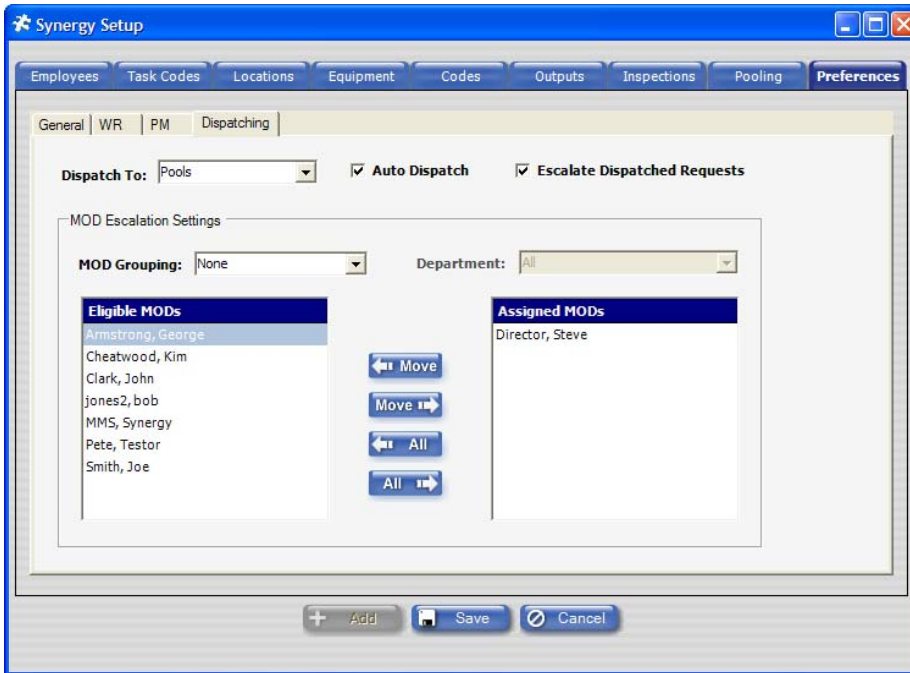 Synergy Setup
Employees Task Codes Locations Equipment Codes Outputs Inspections Pooling Preferences
General WR PM Dispatching
Dispatch To: Pools Auto Dispatch Escalate Dispatched Requests
MOD Escalation Settings
MOD Grouping: None Department: All
Eligible MODs Assigned MODs
Armstrong, George Director, Steve
Cheatwood, Kim
Clark, John
jones2, bob
MMS, Synergy
Pete, Testor
Smith, Joe
Move
Move
All
All
Add Save Cancel